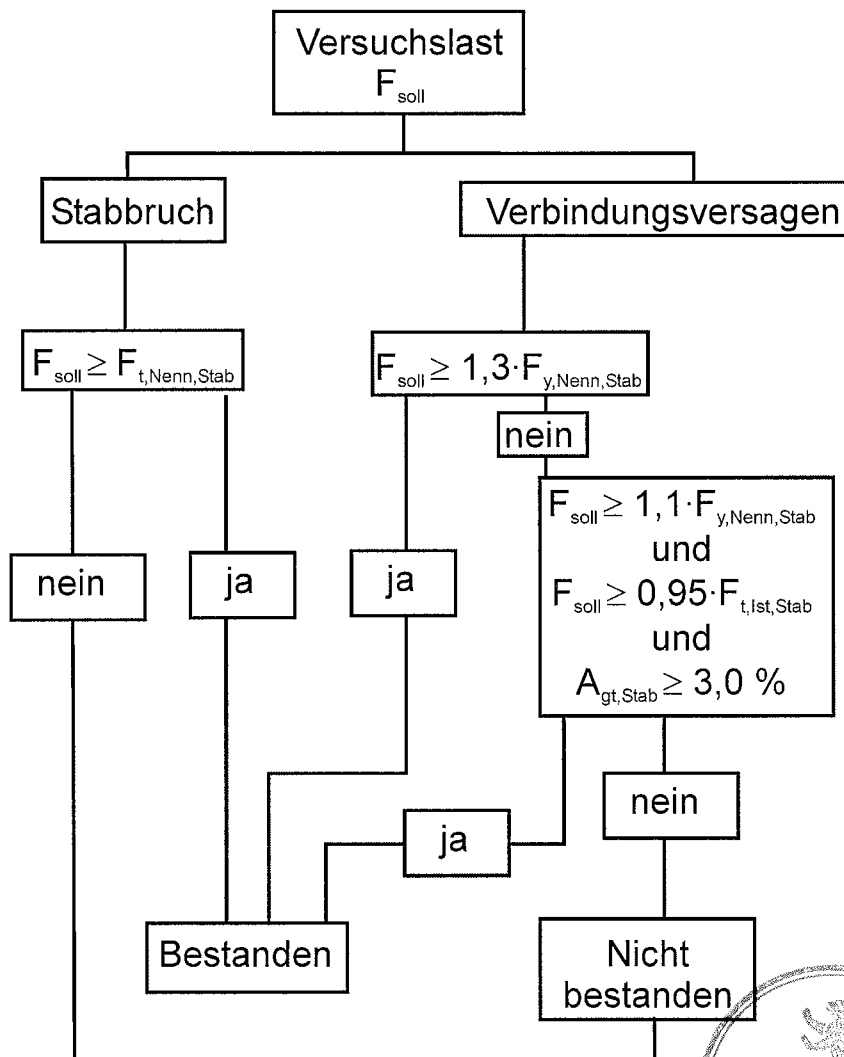 Versuchslast
F_soll
Stabbruch
Verbindungsversagen
F_soll ≥ F_t,Nenn,Stab
F_soll ≥ 1,3·F_y,Nenn,Stab
nein
F_soll ≥ 1,1·F_y,Nenn,Stab
und
F_soll ≥ 0,95·F_t,Ist,Stab
und
A_gt,Stab ≥ 3,0 %
nein
ja
ja
nein
ja
Bestanden
Nicht
bestanden